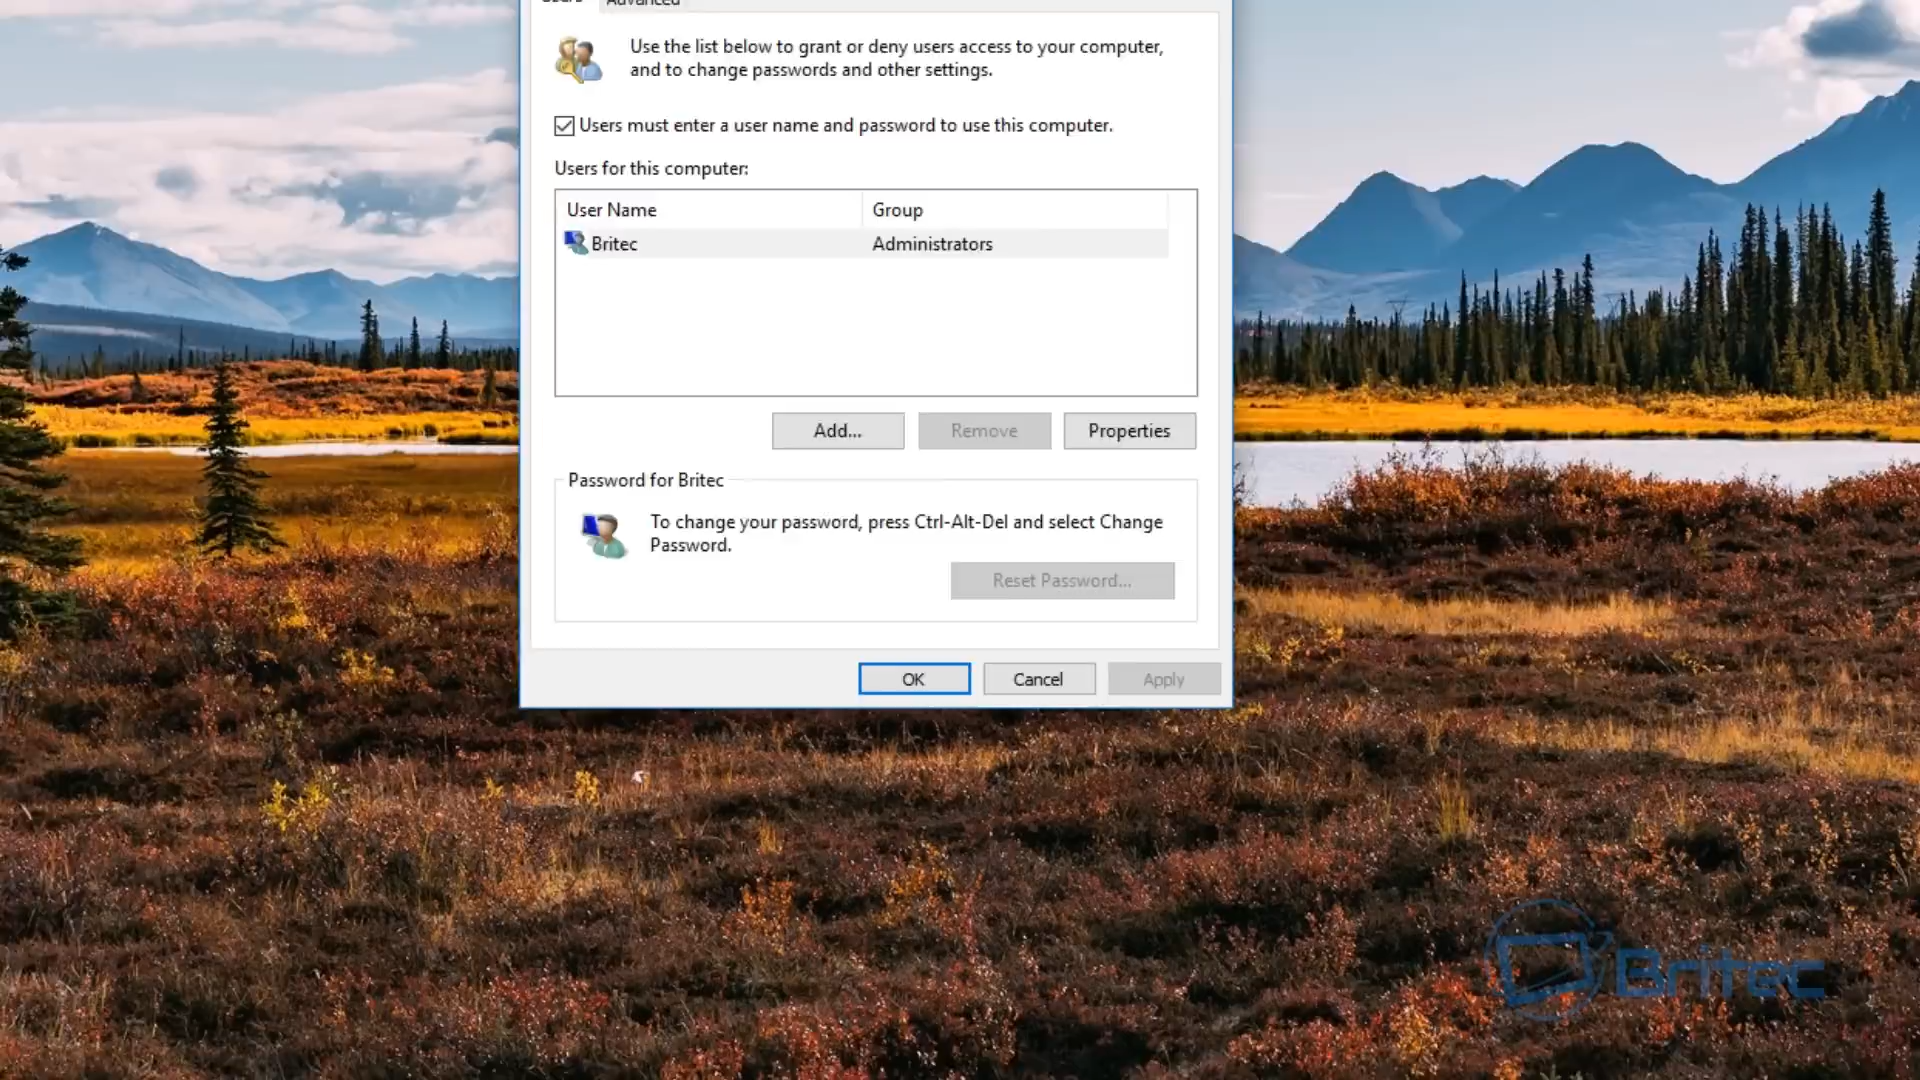 Users Advanced
Use the list below to grant or deny users access to your computer,
and to change passwords and other settings.
Users must enter a user name and password to use this computer.
Users for this computer:
User Name Group
Britec Administrators
Add... Remove Properties
Password for Britec
To change your password, press Ctrl-Alt-Del and select Change
Password.
Reset Password...
OK Cancel Apply
Britec